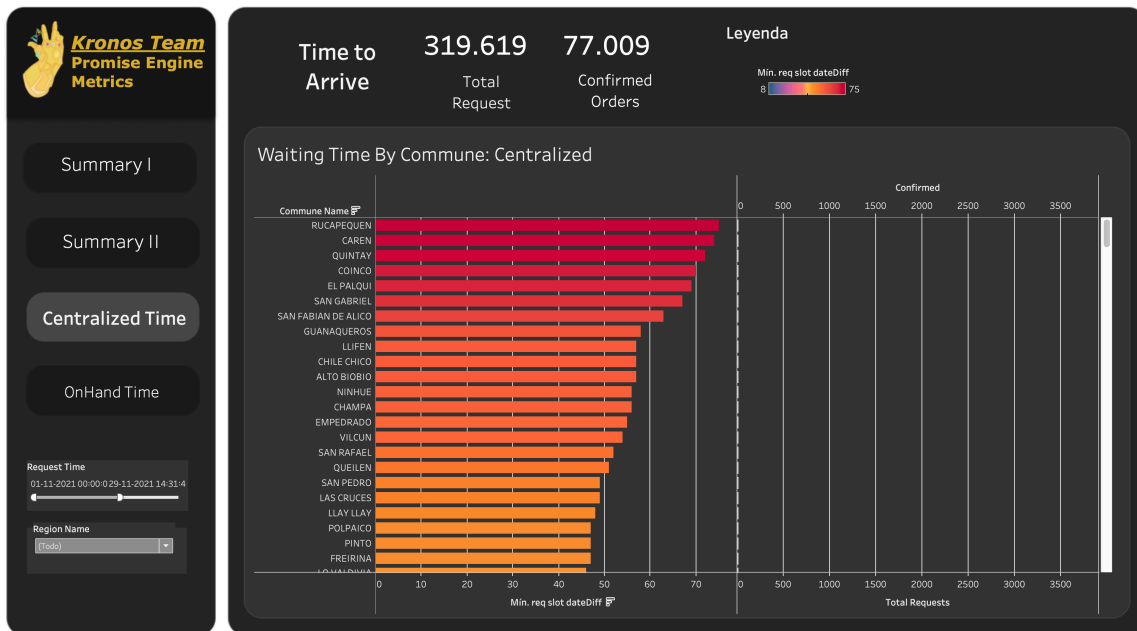 Kronos Team
Promise Engine
Metrics
Summary I
Summary II
Centralized Time
OnHand Time
Request Time
01-11-2021 00:00:0 29-11-2021 14:31:4
Region Name
(Todo)
Time to
Arrive
319.619
Total
Request
77.009
Confirmed
Orders
Leyenda
Mín. req slot dateDiff
8 75
Waiting Time By Commune: Centralized
Confirmed
Commune Name
0 500 1000 1500 2000 2500 3000 3500
RUCAPEQUEN
CAREN
QUINTAY
COINCO
EL PALQUI
SAN GABRIEL
SAN FABIAN DE ALICO
GUANAQUEROS
LLIFEN
CHILE CHICO
ALTO BIOBIO
NINHUE
CHAMPA
EMPEDRADO
VILCUN
SAN RAFAEL
QUEILEN
SAN PEDRO
LAS CRUCES
LLAY LLAY
POLPAICO
PINTO
FREIRINA
LO VALDIVIA
0 10 20 30 40 50 60 70
0 500 1000 1500 2000 2500 3000 3500
Mín. req slot dateDiff
Total Requests